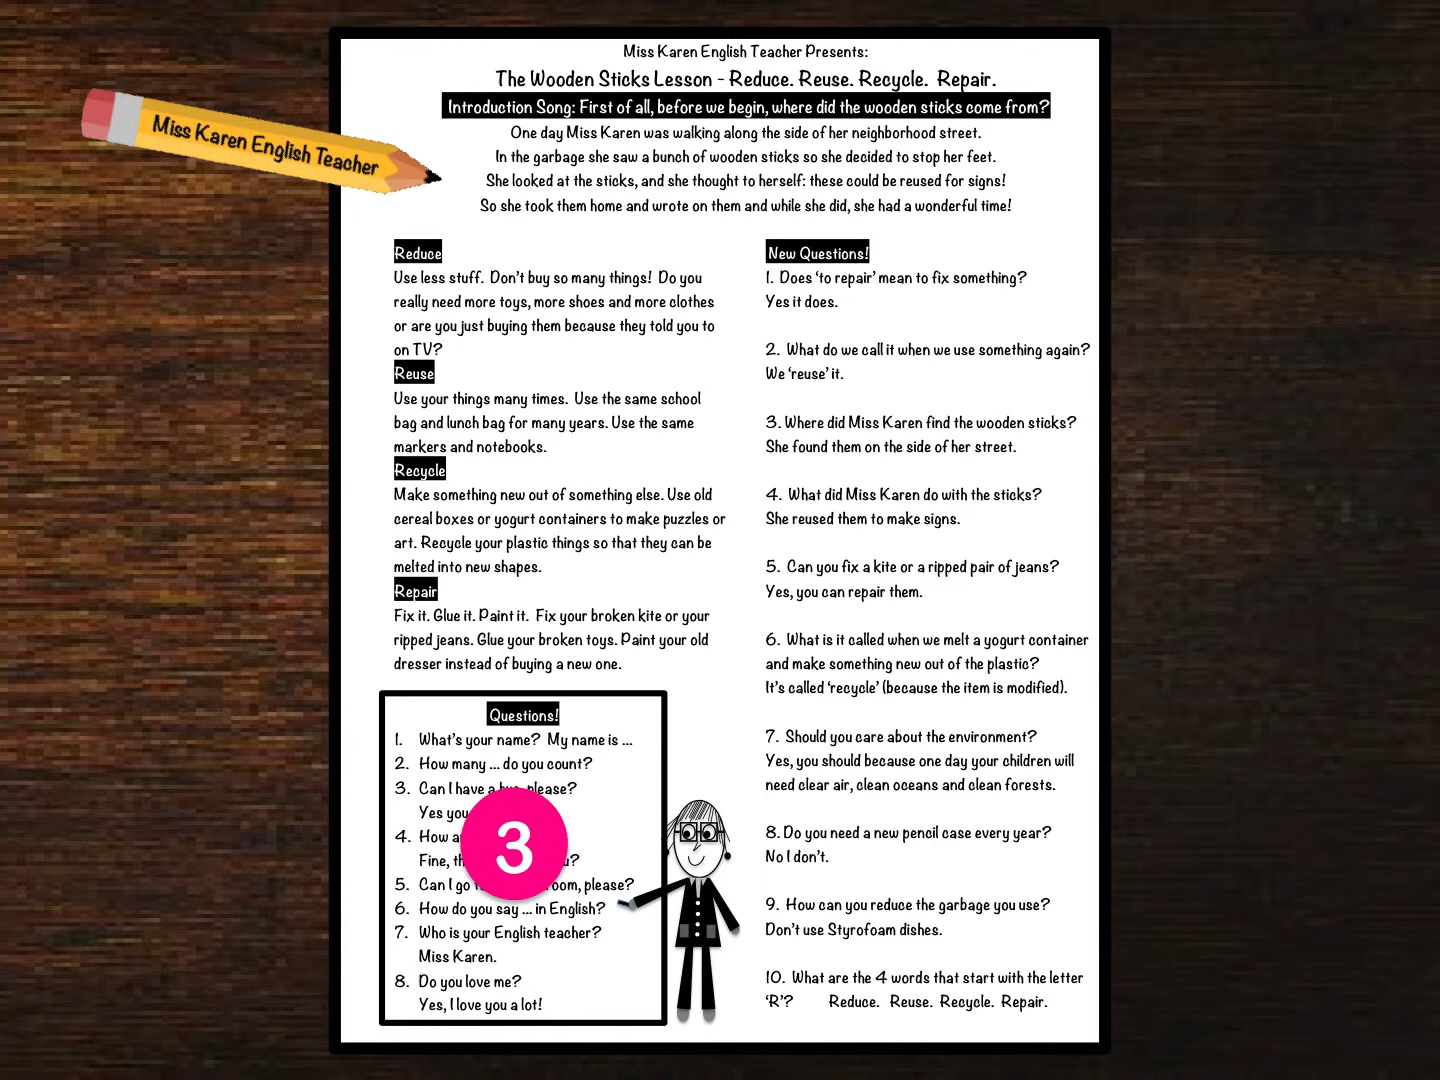 Miss Karen English Teacher Presents:
The Wooden Sticks Lesson - Reduce. Reuse. Recycle. Repair.
Introduction Song: First of all, before we begin, where did the wooden sticks come from?
One day Miss Karen was walking along the side of her neighborhood street.
In the garbage she saw a bunch of wooden sticks so she decided to stop her feet.
She looked at the sticks, and she thought to herself: these could be reused for signs!
So she took them home and wrote on them and while she did, she had a wonderful time!
Miss Karen English Teacher
Reduce
Use less stuff. Don't buy so many things! Do you
really need more toys, more shoes and more clothes
or are you just buying them because they told you to
on TV?
Reuse
Use your things many times. Use the same school
bag and lunch bag for many years. Use the same
markers and notebooks.
Recycle
Make something new out of something else. Use old
cereal boxes or yogurt containers to make puzzles or
art. Recycle your plastic things so that they can be
melted into new shapes.
Repair
Fix it. Glue it. Paint it. Fix your broken kite or your
ripped jeans. Glue your broken toys. Paint your old
dresser instead of buying a new one.
Questions!
1. What's your name? My name is ...
2. How many ... do you count?
3. Can I have a please?
Yes you
4. How
Fine,
5. Can I go please?
6. How do you say ... in English?
7. Who is your English teacher?
Miss Karen.
8. Do you love me?
Yes, I love you a lot!
3
New Questions!
1. Does 'to repair' mean to fix something?
Yes it does.
2. What do we call it when we use something again?
We 'reuse' it.
3. Where did Miss Karen find the wooden sticks?
She found them on the side of her street.
4. What did Miss Karen do with the sticks?
She reused them to make signs.
5. Can you fix a kite or a ripped pair of jeans?
Yes, you can repair them.
6. What is it called when we melt a yogurt container
and make something new out of the plastic?
It's called 'recycle' (because the item is modified).
7. Should you care about the environment?
Yes, you should because one day your children will
need clear air, clean oceans and clean forests.
8. Do you need a new pencil case every year?
No I don't.
9. How can you reduce the garbage you use?
Don't use Styrofoam dishes.
10. What are the 4 words that start with the letter
'R'? Reduce. Reuse. Recycle. Repair.